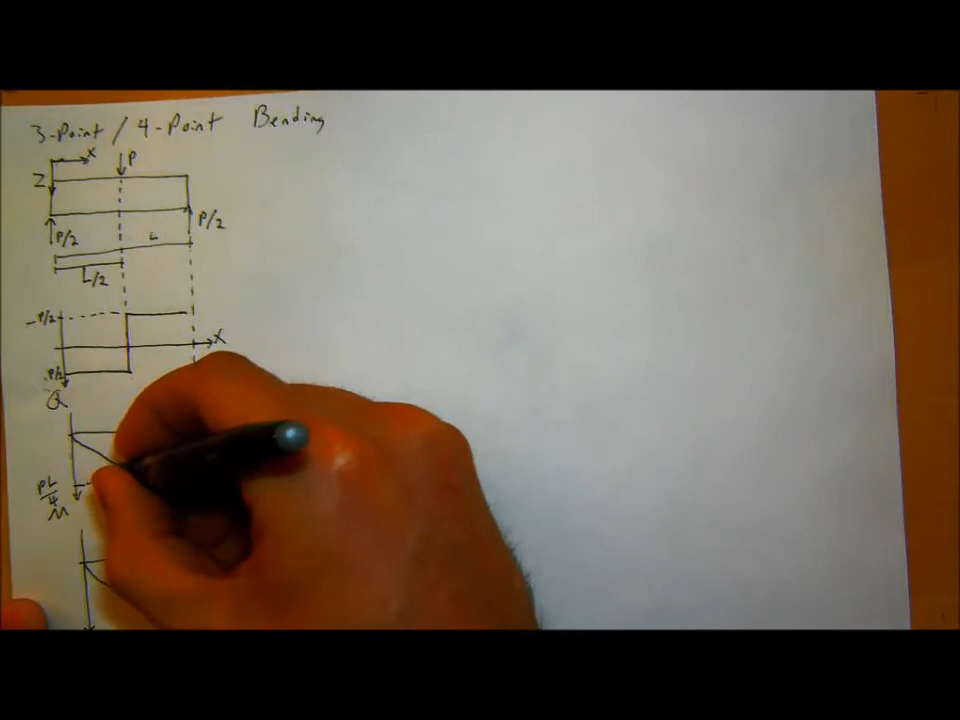 3-Point / 4-Point Bending
X
P
Z
P/2
P/2
L
L/2
-P/2
X
P/2
Q
PL/4
M